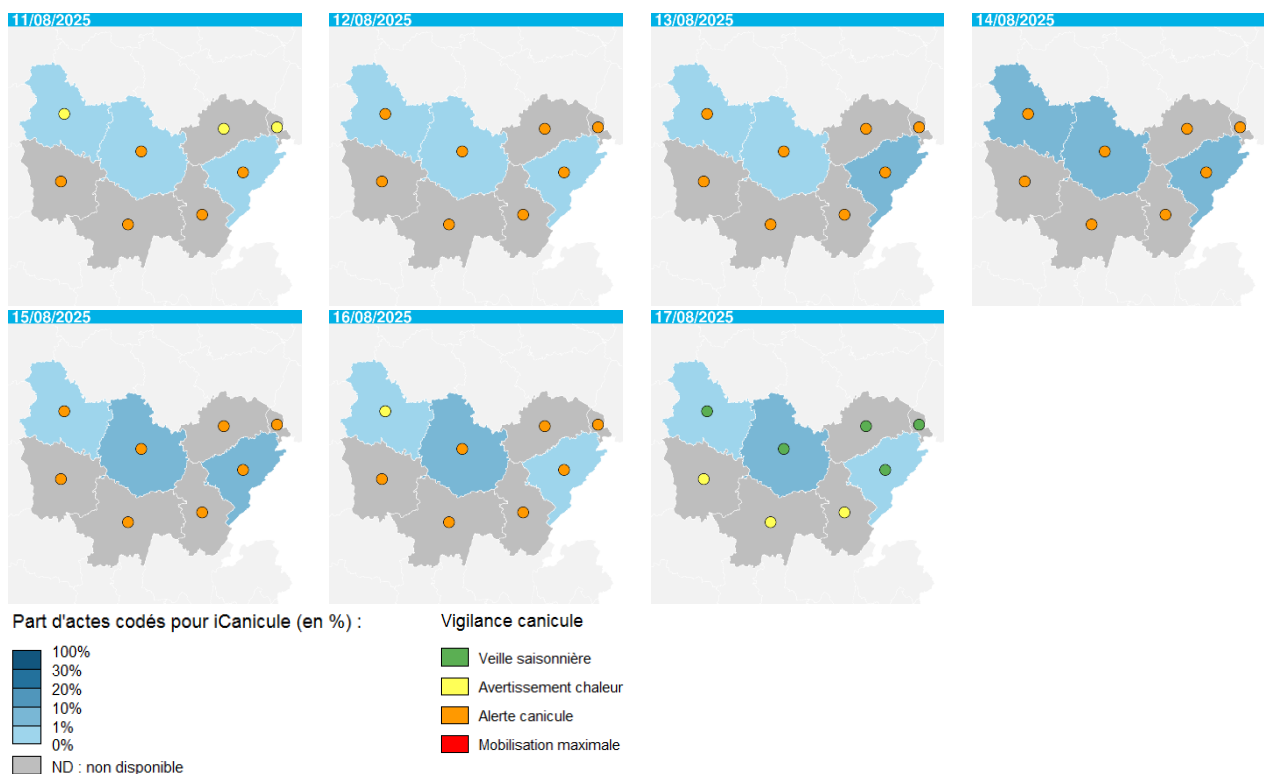 11/08/2025
12/08/2025
13/08/2025
14/08/2025
15/08/2025
16/08/2025
17/08/2025
Part d'actes codés pour iCanicule (en %) :
100%
30%
20%
10%
1%
0%
ND : non disponible
Vigilance canicule
Veille saisonnière
Avertissement chaleur
Alerte canicule
Mobilisation maximale